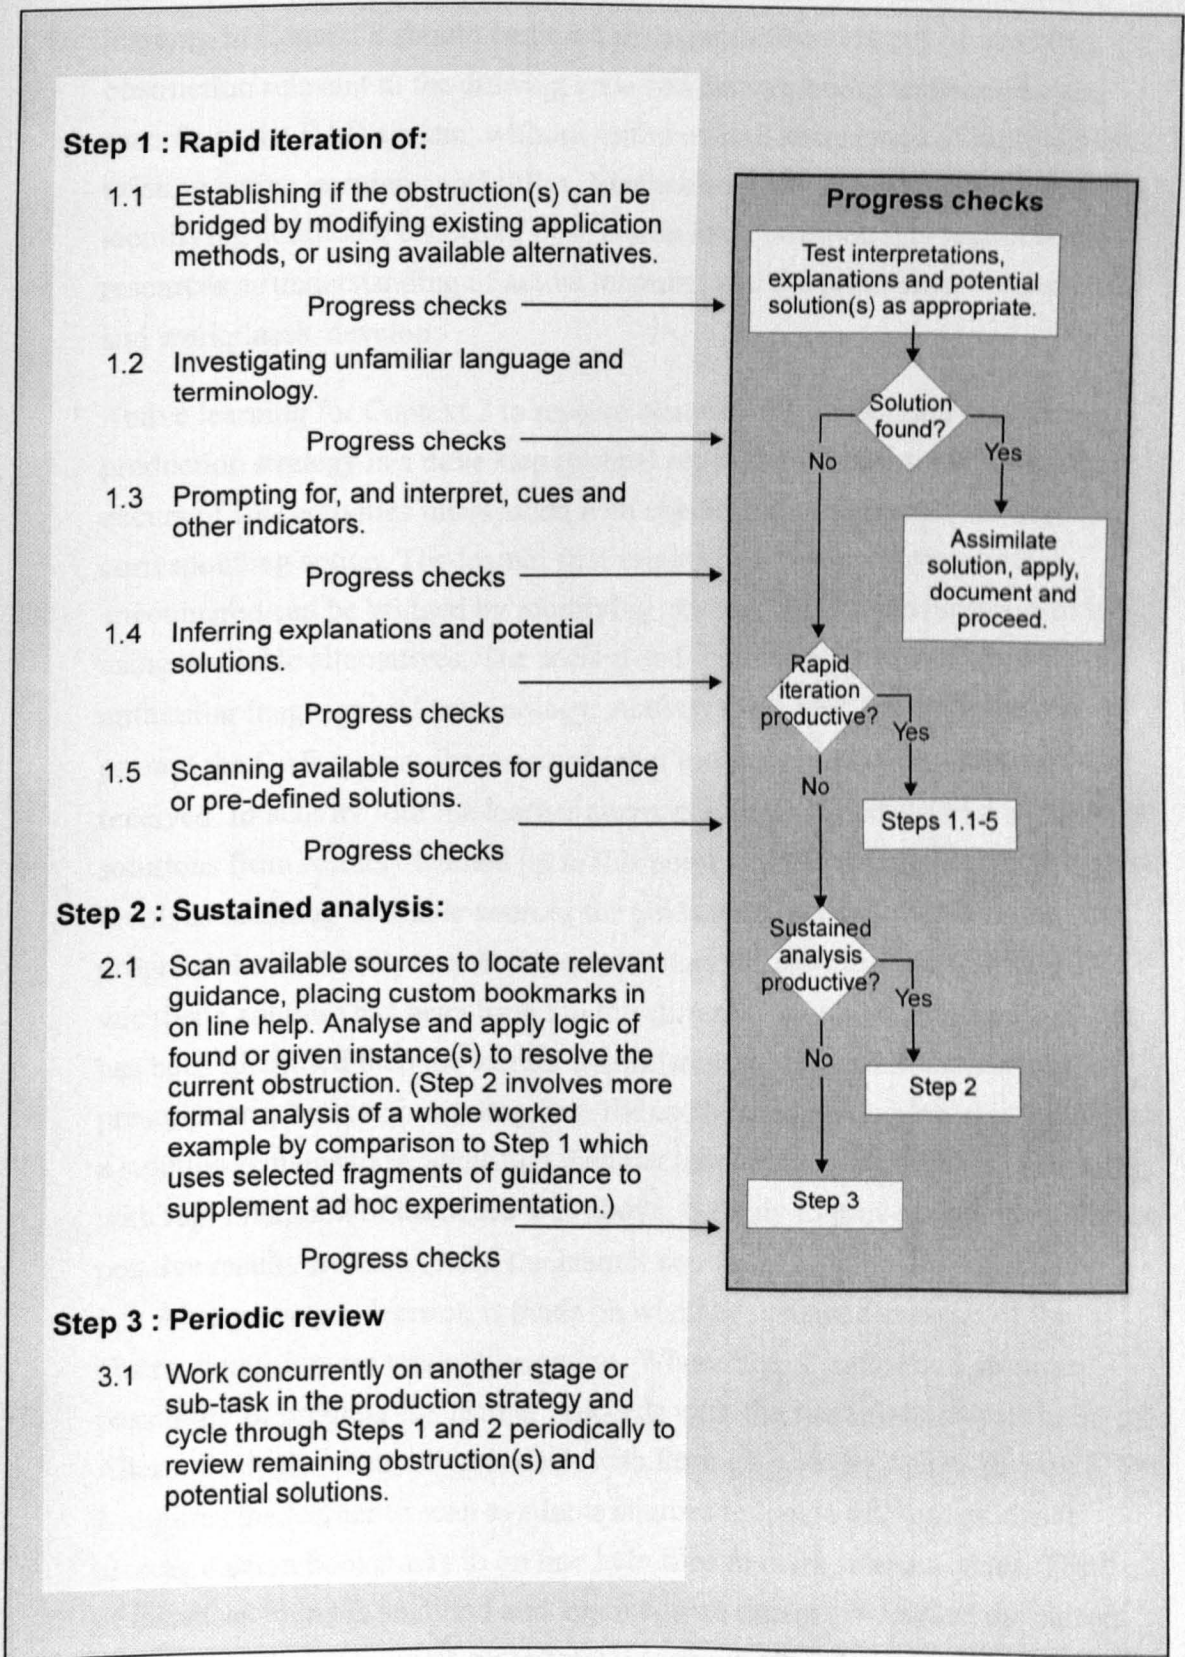 Step 1 : Rapid iteration of:
1.1 Establishing if the obstruction(s) can be
bridged by modifying existing application
methods, or using available alternatives.
Progress checks
1.2 Investigating unfamiliar language and
terminology.
Progress checks
1.3 Prompting for, and interpret, cues and
other indicators.
Progress checks
1.4 Inferring explanations and potential
solutions.
Progress checks
1.5 Scanning available sources for guidance
or pre-defined solutions.
Progress checks
Step 2 : Sustained analysis:
2.1 Scan available sources to locate relevant
guidance, placing custom bookmarks in
on line help. Analyse and apply logic of
found or given instance(s) to resolve the
current obstruction. (Step 2 involves more
formal analysis of a whole worked
example by comparison to Step 1 which
uses selected fragments of guidance to
supplement ad hoc experimentation.)
Progress checks
Step 3 : Periodic review
3.1 Work concurrently on another stage or
sub-task in the production strategy and
cycle through Steps 1 and 2 periodically to
review remaining obstruction(s) and
potential solutions.
Progress checks
Test interpretations,
explanations and potential
solution(s) as appropriate.
Solution
found?
No
Yes
Assimilate
solution, apply,
document and
proceed.
Rapid
iteration
productive?
Yes
No
Steps 1.1-5
Sustained
analysis
productive?
Yes
No
Step 2
Step 3